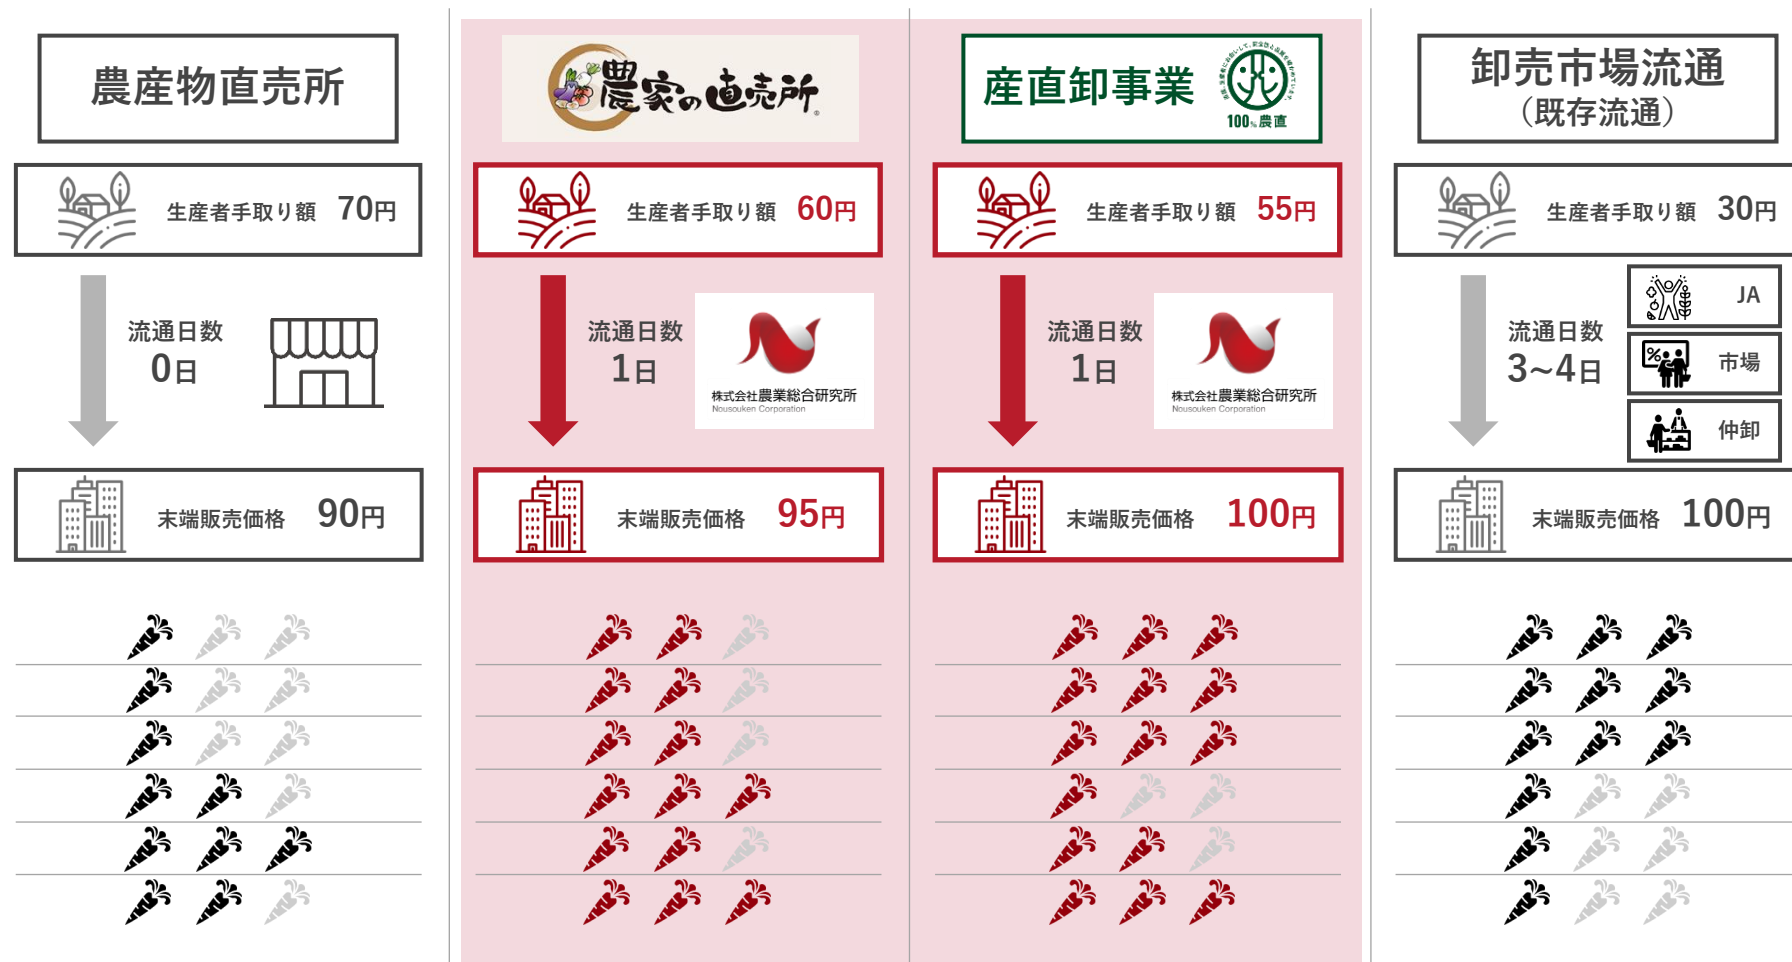 農産物直売所
生産者手取り額 70円
流通日数
0日
末端販売価格 90円
農家の直売所
生産者手取り額 60円
流通日数
1日
株式会社農業総合研究所
Nousouken Corporation
末端販売価格 95円
産直卸事業
100%農直
生産者手取り額 55円
流通日数
1日
株式会社農業総合研究所
Nousouken Corporation
末端販売価格 100円
卸売市場流通
（既存流通）
生産者手取り額 30円
流通日数
3~4日
JA
市場
仲卸
末端販売価格 100円